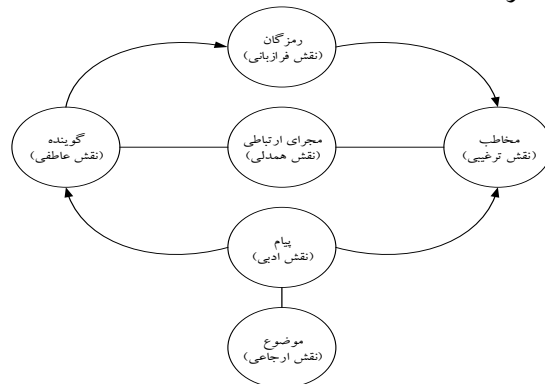 رمزگان
(نقش فرازبانی)
گوینده
(نقش عاطفی)
مجرای ارتباطی
(نقش همدلی)
مخاطب
(نقش ترغیبی)
پیام
(نقش ادبی)
موضوع
(نقش ارجاعی)